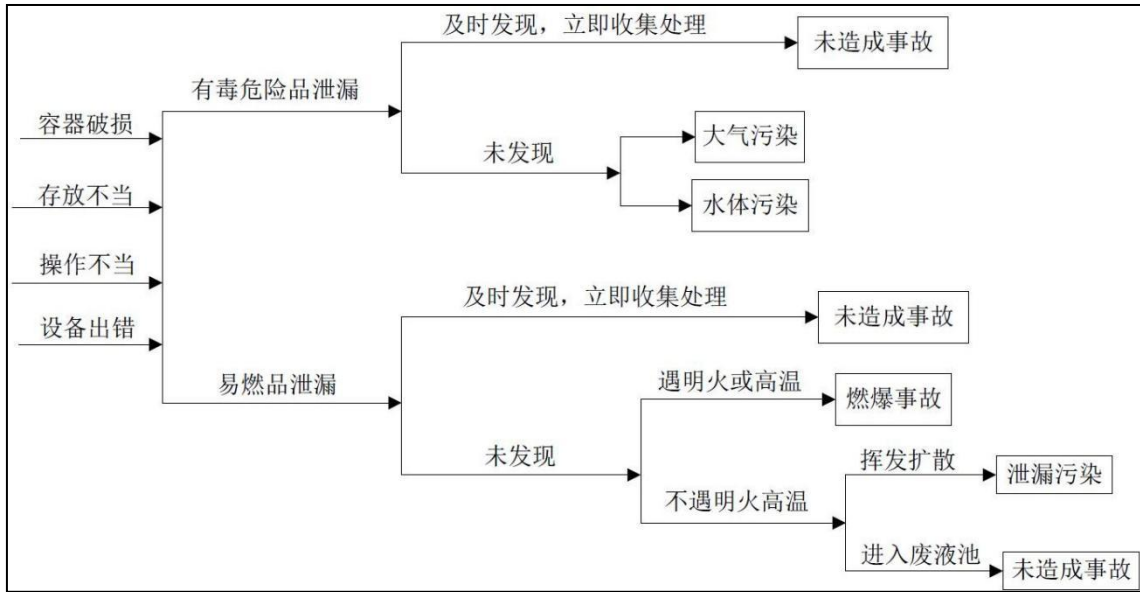 及时发现，立即收集处理
未造成事故
有毒危险品泄漏
容器破损
未发现
大气污染
存放不当
水体污染
操作不当
及时发现，立即收集处理
未造成事故
设备出错
易燃品泄漏
遇明火或高温
燃爆事故
未发现
挥发扩散
泄漏污染
不遇明火高温
进入废液池
未造成事故